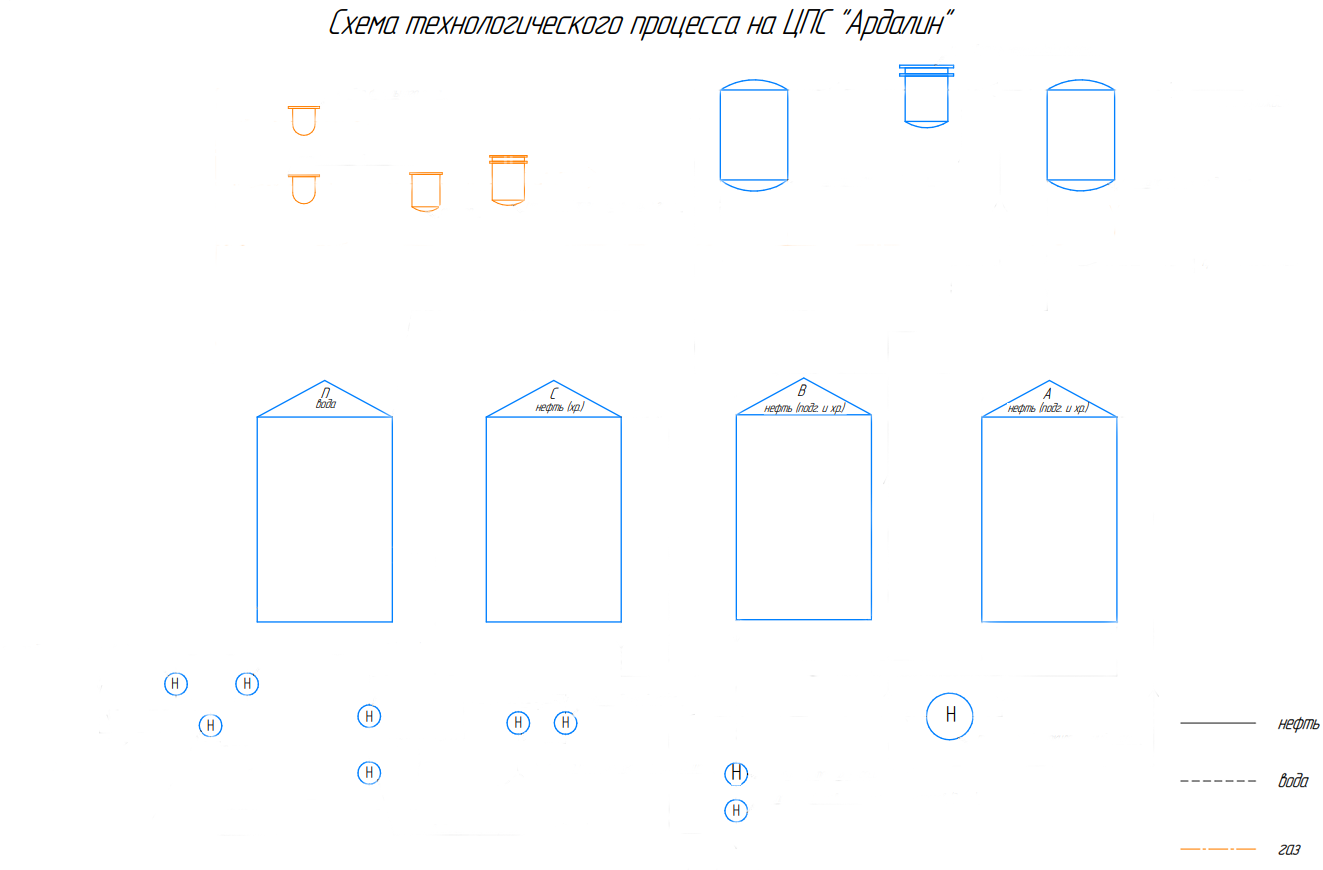 Схема технологического процесса на ЦПС "Ардалин"
П
вода
С
нефть (хр.)
В
нефть (подг. и хр.)
А
нефть (подг. и хр.)
Н
Н
Н
Н
Н
Н
Н
Н
Н
Н
нефть
вода
газ